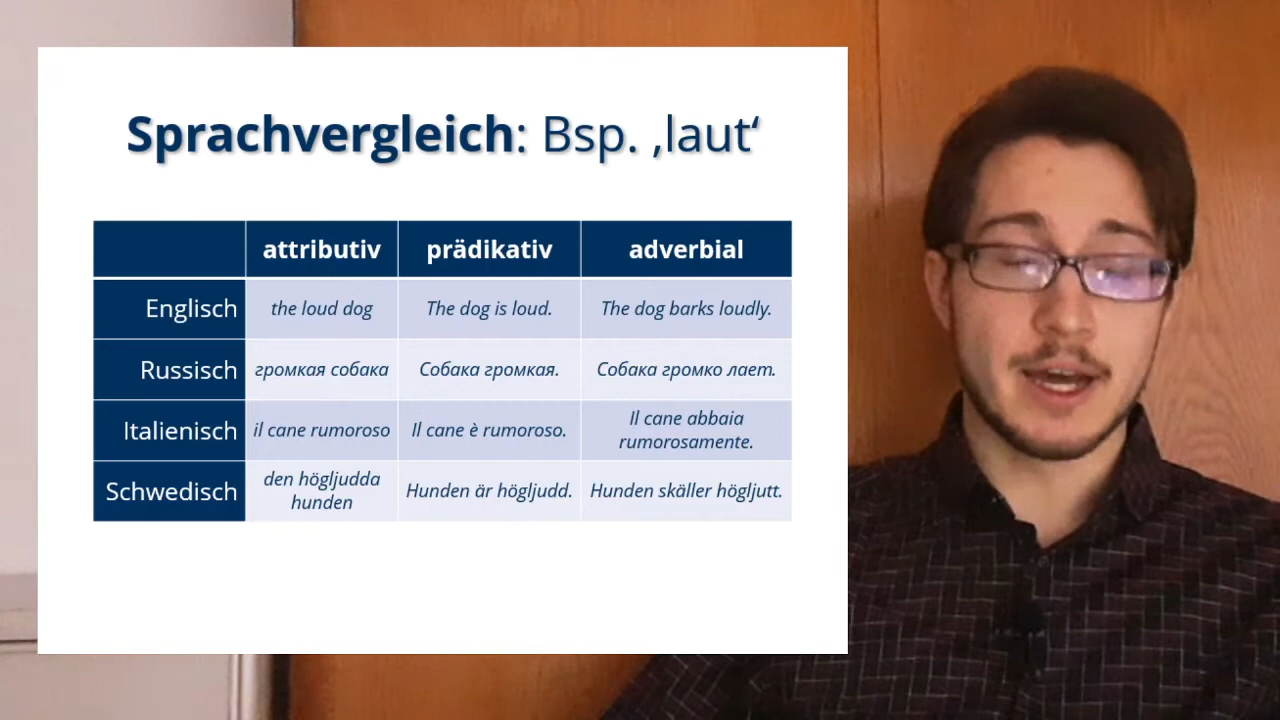 Sprachvergleich: Bsp. ‚laut‘
attributiv prädikativ adverbial
Englisch the loud dog The dog is loud. The dog barks loudly.
Russisch громкая собака Собака громкая. Собака громко лает.
Italienisch il cane rumoroso Il cane è rumoroso. Il cane abbaia
rumorosamente.
Schwedisch den högljudda
hunden Hunden är högljudd. Hunden skäller högljutt.